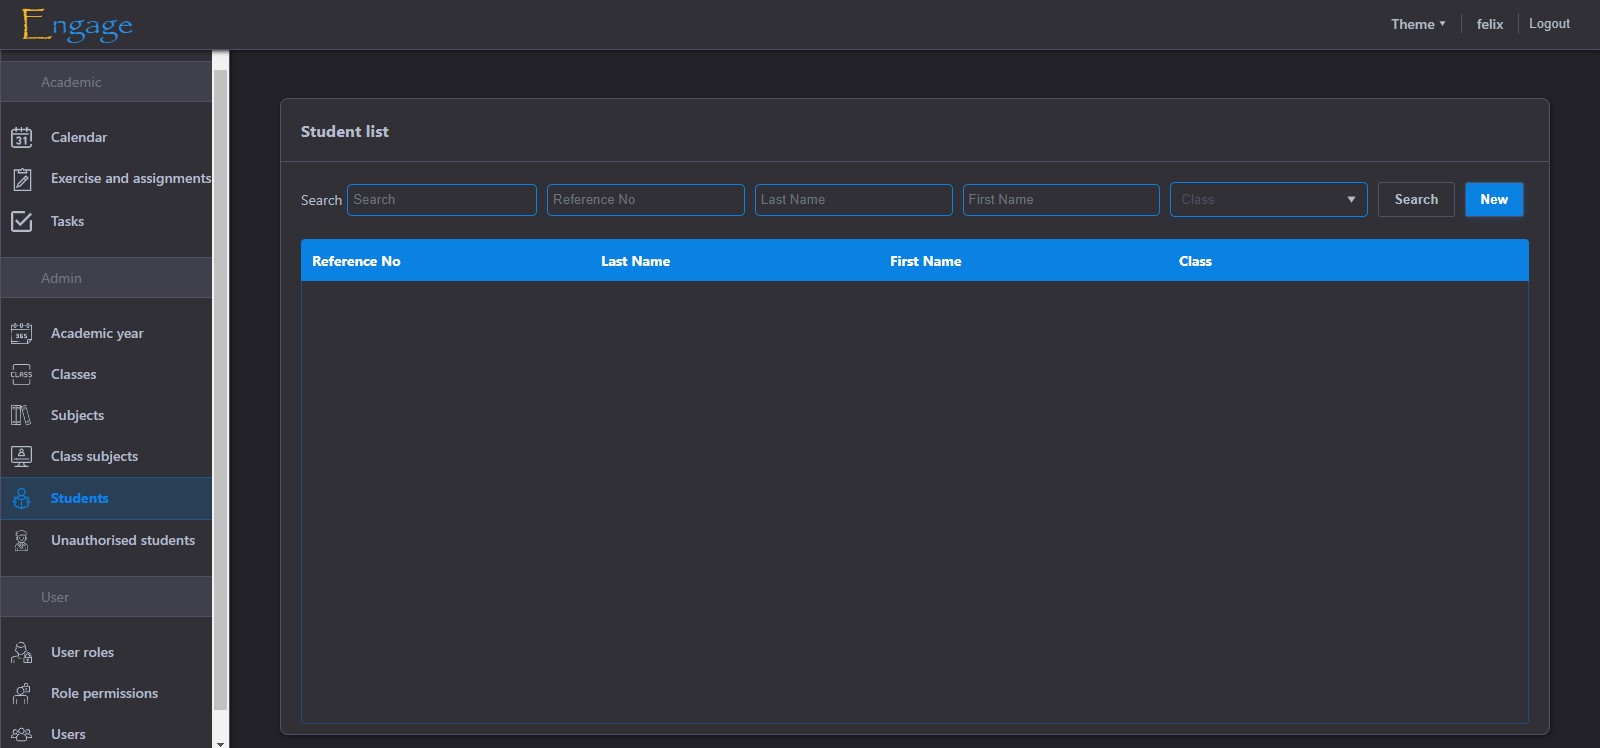 Engage
Theme
felix
Logout
Academic
31
Calendar
Exercise and assignments
Tasks
Admin
365
Academic year
CLASS
Classes
Subjects
Class subjects
Students
Unauthorised students
User
User roles
Role permissions
Users
Student list
Search Search Reference No Last Name First Name Class Search New
Reference No Last Name First Name Class